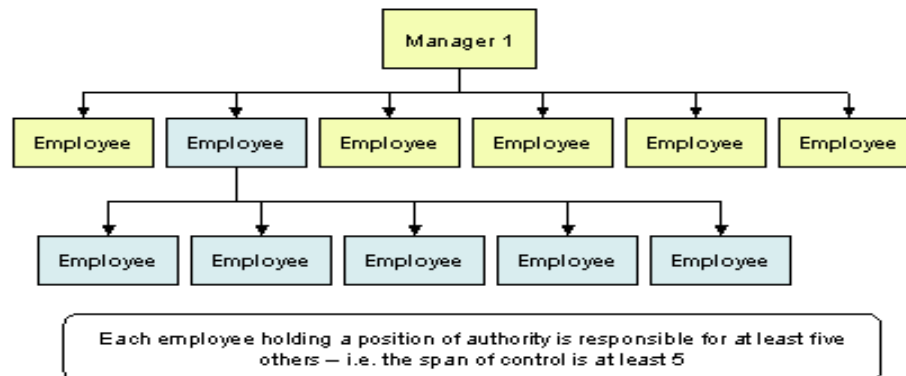 Manager 1
Employee Employee Employee Employee Employee Employee
Employee Employee Employee Employee Employee
Each employee holding a position of authority is responsible for at least five
others – i.e. the span of control is at least 5